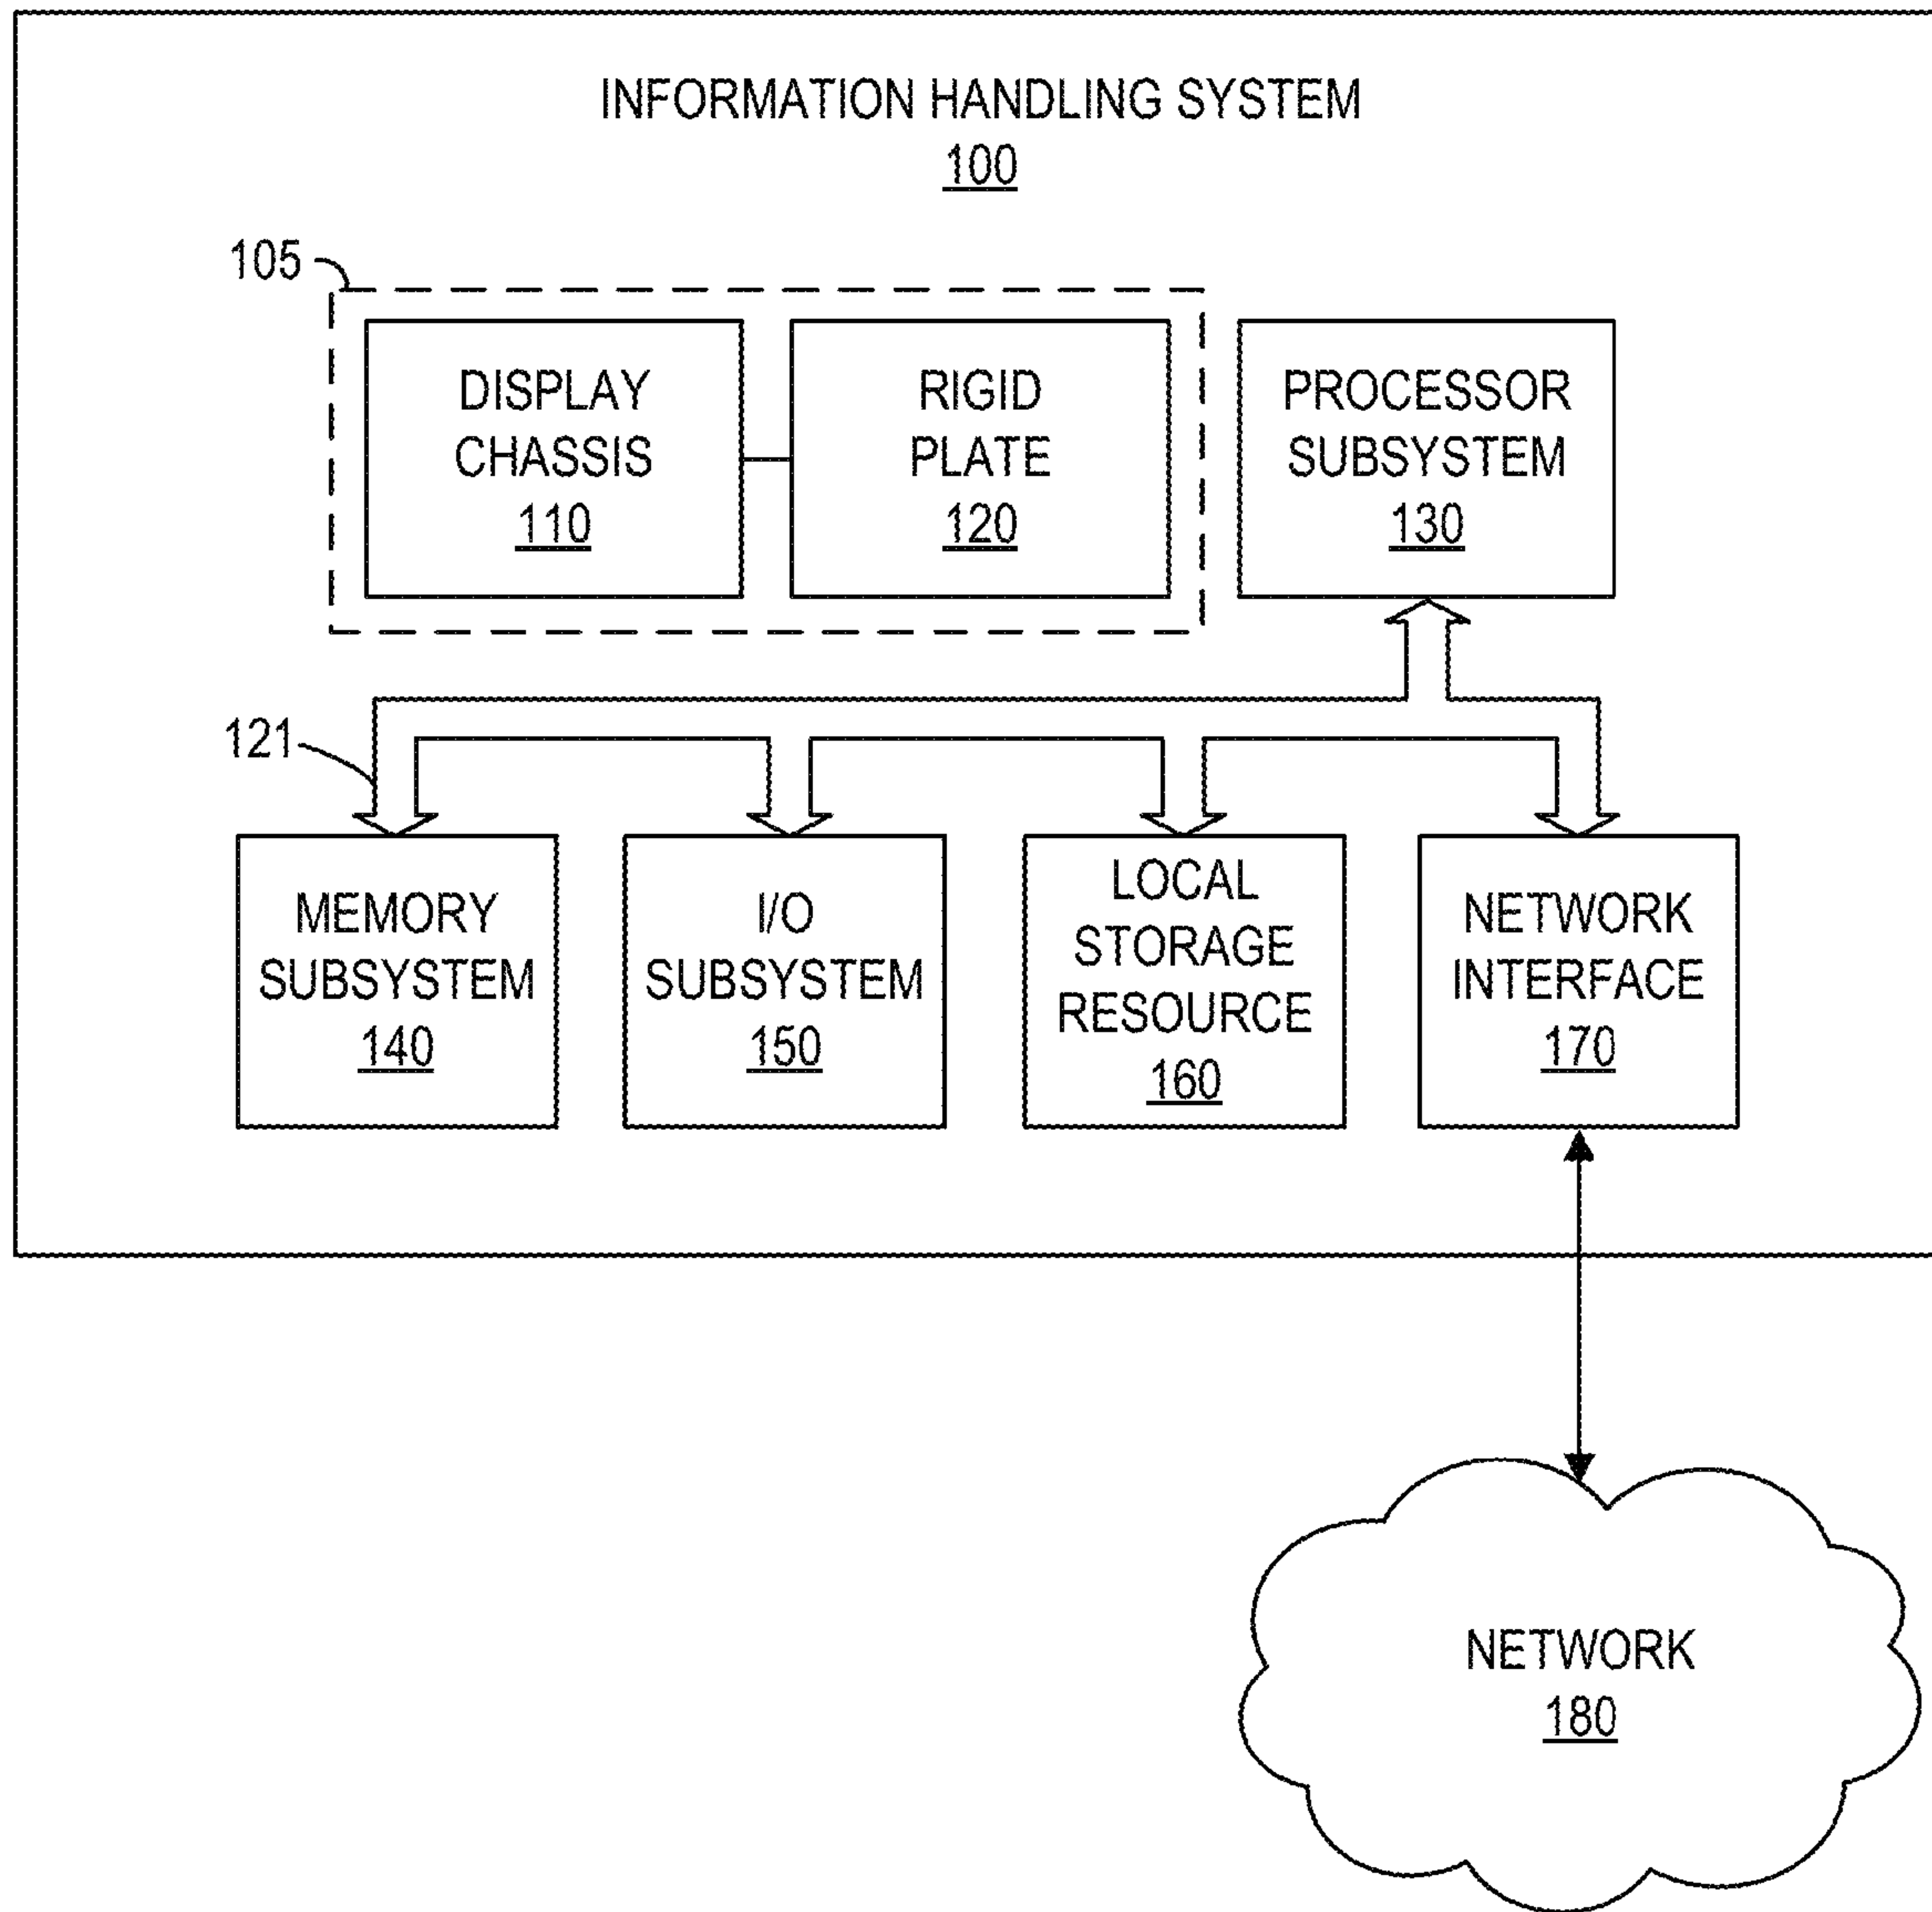 INFORMATION HANDLING SYSTEM
100
105
DISPLAY
CHASSIS
110
RIGID
PLATE
120
PROCESSOR
SUBSYSTEM
130
121
MEMORY
SUBSYSTEM
140
I/O
SUBSYSTEM
150
LOCAL
STORAGE
RESOURCE
160
NETWORK
INTERFACE
170
NETWORK
180